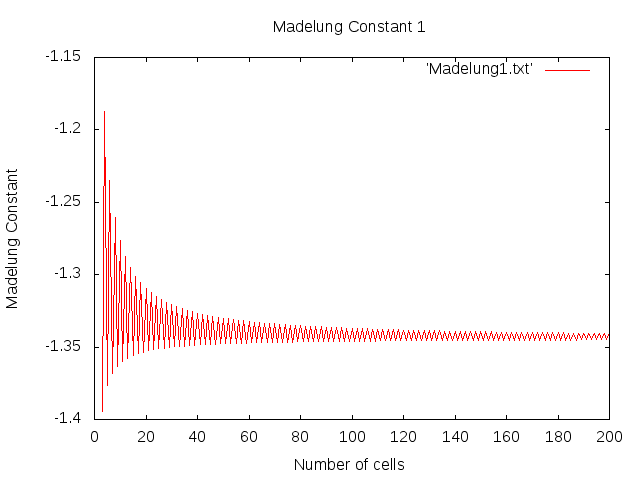 Madelung Constant 1
-1.15
'Madelung1.txt'
-1.2
-1.25
Madelung Constant
-1.3
-1.35
-1.4
0 20 40 60 80 100 120 140 160 180 200
Number of cells